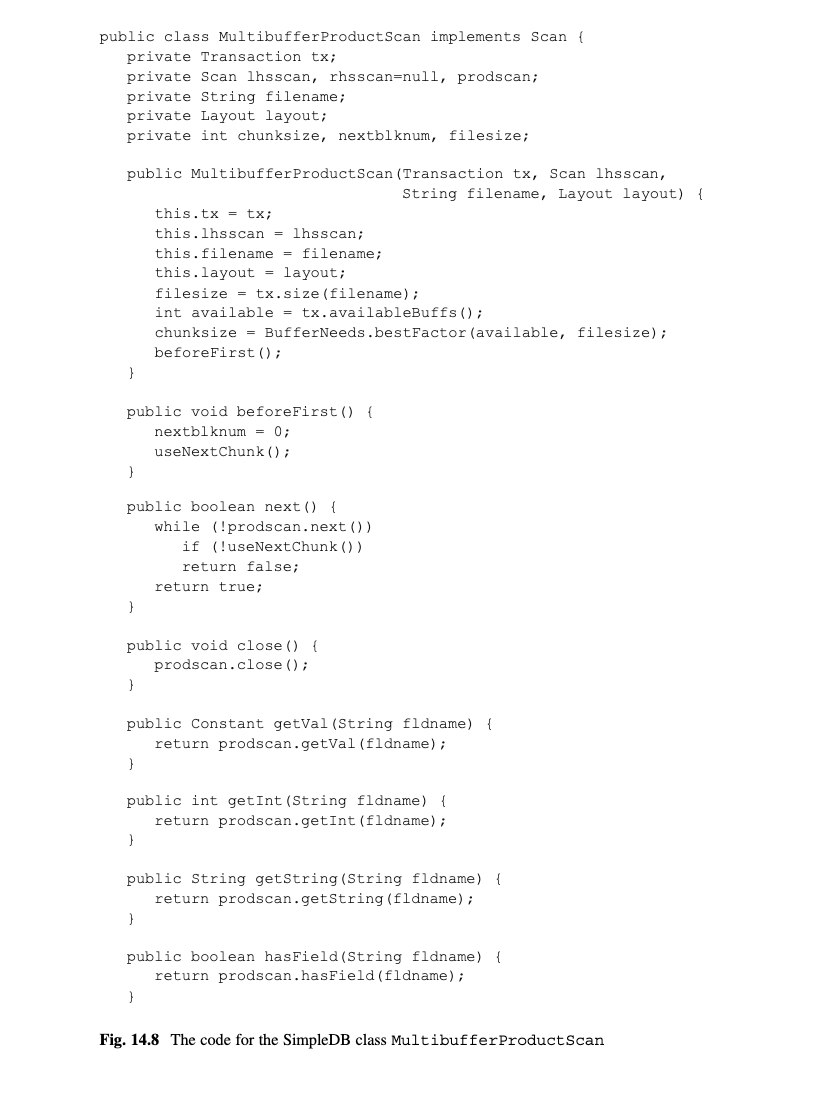 public class MultibufferProductScan implements Scan {
   private Transaction tx;
   private Scan lhsscan, rhsscan=null, prodscan;
   private String filename;
   private Layout layout;
   private int chunksize, nextblknum, filesize;

   public MultibufferProductScan(Transaction tx, Scan lhsscan,
                                 String filename, Layout layout) {
      this.tx = tx;
      this.lhsscan = lhsscan;
      this.filename = filename;
      this.layout = layout;
      filesize = tx.size(filename);
      int available = tx.availableBuffs();
      chunksize = BufferNeeds.bestFactor(available, filesize);
      beforeFirst();
   }

   public void beforeFirst() {
      nextblknum = 0;
      useNextChunk();
   }

   public boolean next() {
      while (!prodscan.next())
         if (!useNextChunk())
         return false;
      return true;
   }

   public void close() {
      prodscan.close();
   }

   public Constant getVal(String fldname) {
      return prodscan.getVal(fldname);
   }

   public int getInt(String fldname) {
      return prodscan.getInt(fldname);
   }

   public String getString(String fldname) {
      return prodscan.getString(fldname);
   }

   public boolean hasField(String fldname) {
      return prodscan.hasField(fldname);
   }

Fig. 14.8 The code for the SimpleDB class MultibufferProductScan